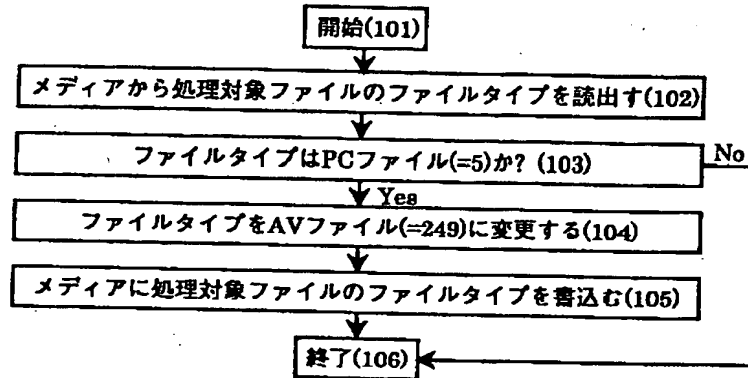 開始(101)
メディアから処理対象ファイルのファイルタイプを読出す(102)
ファイルタイプはPCファイル(=5)か? (103)
No
Yes
ファイルタイプをAVファイル(=249)に変更する(104)
メディアに処理対象ファイルのファイルタイプを書込む(105)
終了(106)